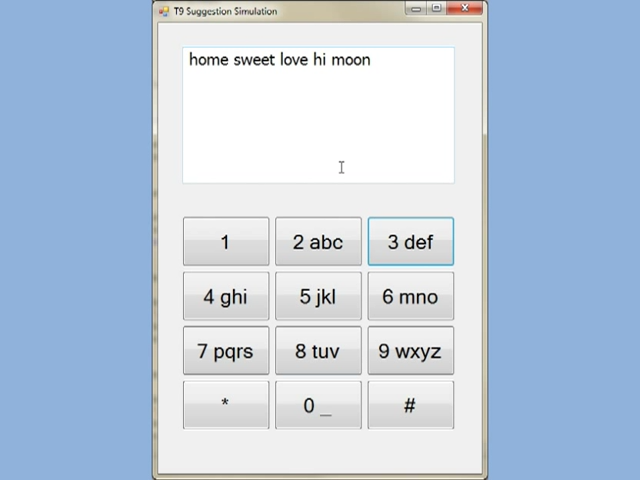 T9 Suggestion Simulation
home sweet love hi moon
1
2 abc
3 def
4 ghi
5 jkl
6 mno
7 pqrs
8 tuv
9 wxyz
*
0 _
#